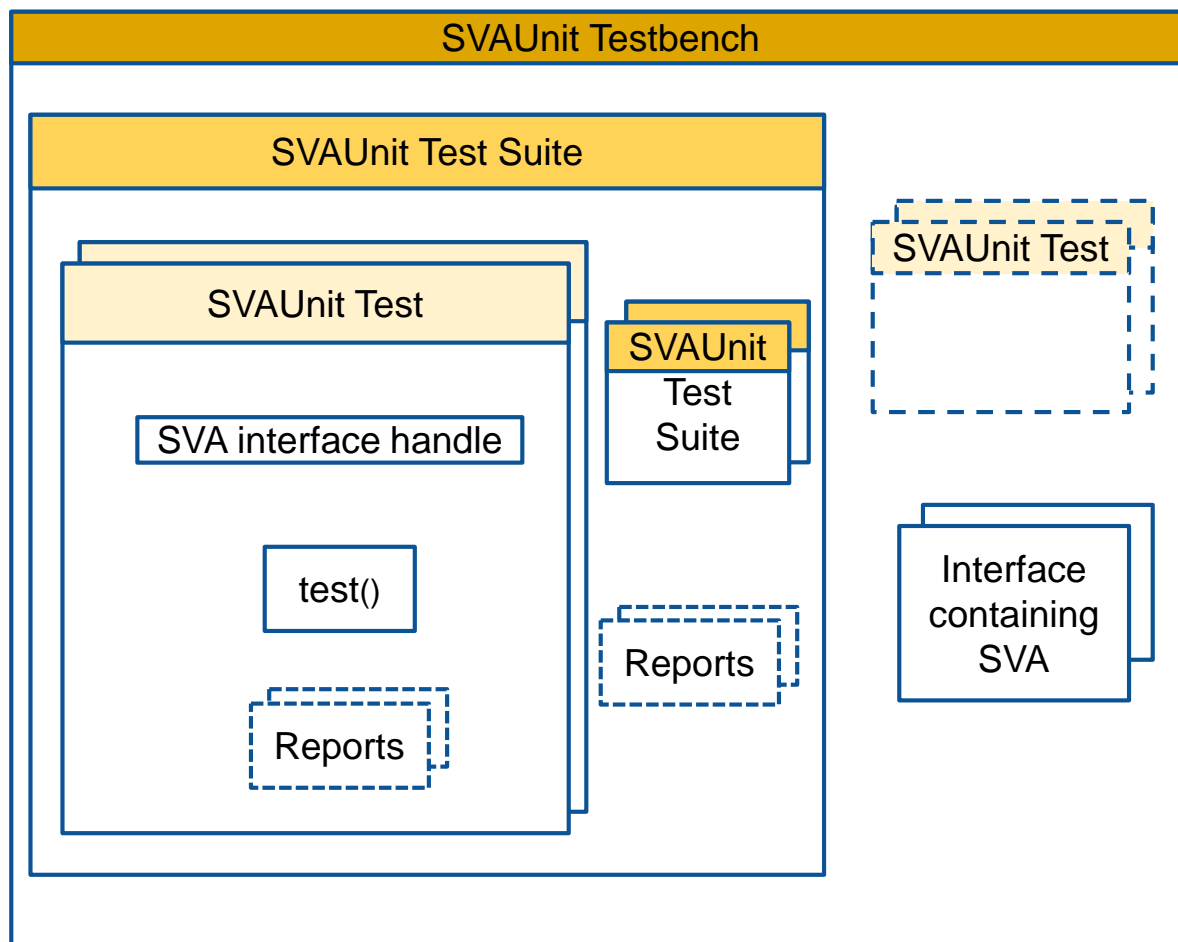 SVAUnit Testbench
SVAUnit Test Suite
SVAUnit Test
SVA interface handle
test()
Reports
SVAUnit
Test
Suite
Reports
SVAUnit Test
Interface
containing
SVA